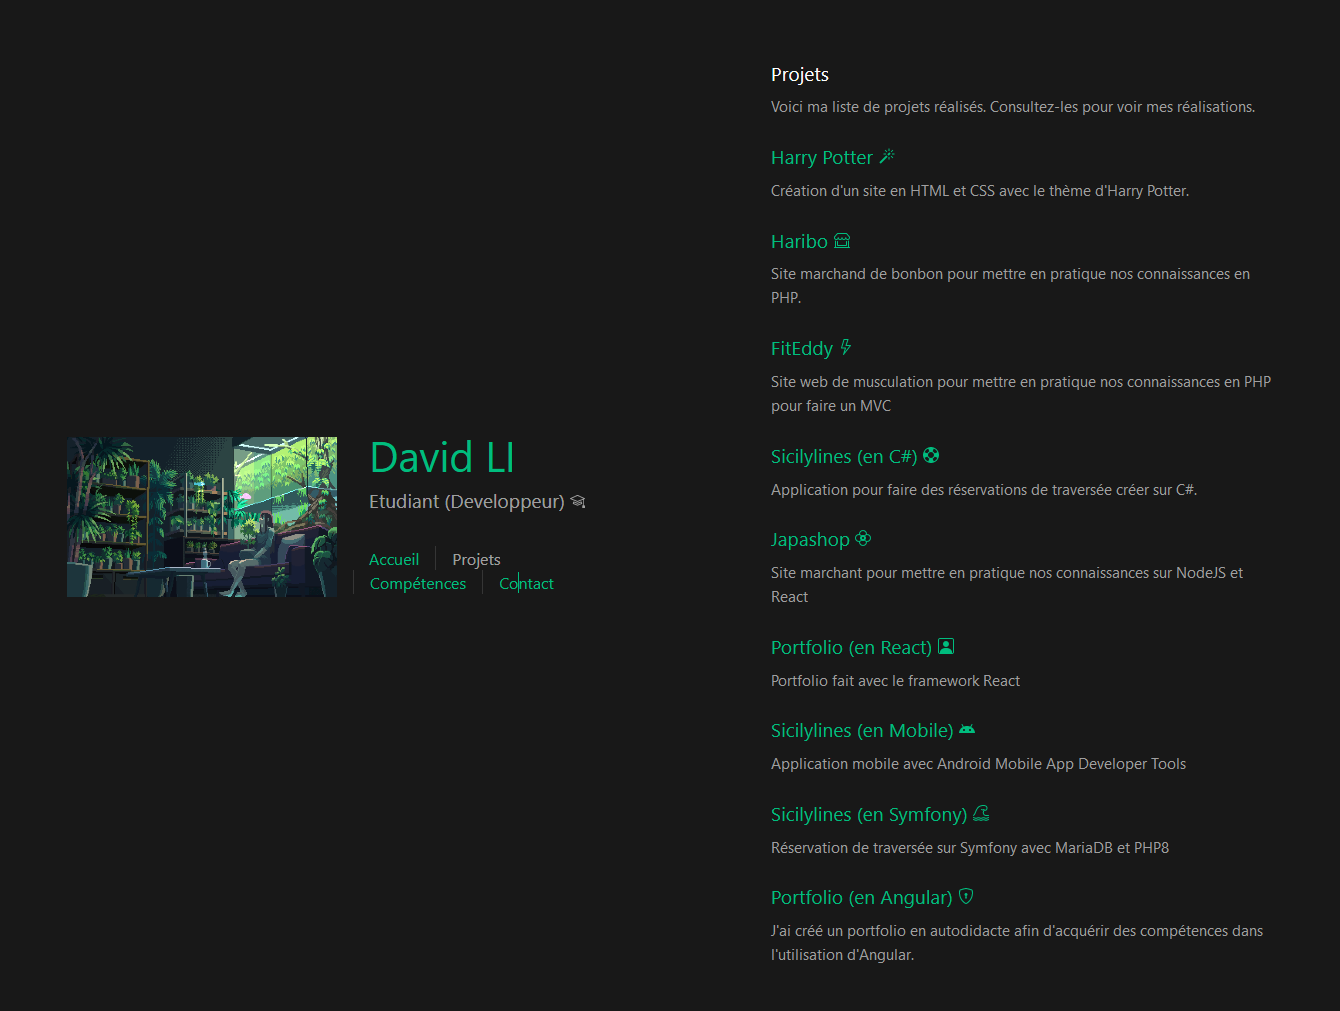 David LI
Etudiant (Developpeur)
Accueil
Projets
Compétences
Contact
Projets
Voici ma liste de projets réalisés. Consultez-les pour voir mes réalisations.
Harry Potter
Création d'un site en HTML et CSS avec le thème d'Harry Potter.
Haribo
Site marchand de bonbon pour mettre en pratique nos connaissances en
PHP.
FitEddy
Site web de musculation pour mettre en pratique nos connaissances en PHP
pour faire un MVC
Sicilylines (en C#)
Application pour faire des réservations de traversée créer sur C#.
Japashop
Site marchant pour mettre en pratique nos connaissances sur NodeJS et
React
Portfolio (en React)
Portfolio fait avec le framework React
Sicilylines (en Mobile)
Application mobile avec Android Mobile App Developer Tools
Sicilylines (en Symfony)
Réservation de traversée sur Symfony avec MariaDB et PHP8
Portfolio (en Angular)
J'ai créé un portfolio en autodidacte afin d'acquérir des compétences dans
l'utilisation d'Angular.